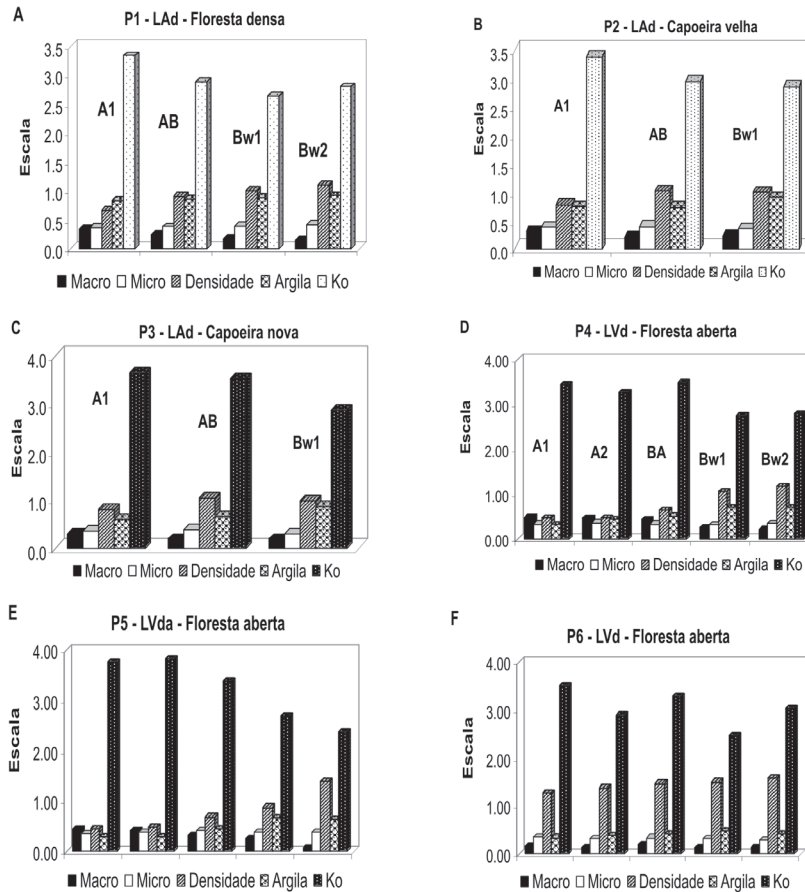 A
P1 - LAd - Floresta densa
3.5
3.0
2.5
2.0
1.5
1.0
0.5
0.0
Escala
A1
AB
Bw1
Bw2
Macro Micro Densidade Argila Ko
B
P2 - LAd - Capoeira velha
3.5
3.0
2.5
2.0
1.5
1.0
0.5
0.0
Escala
A1
AB
Bw1
Macro Micro Densidade Argila Ko
C
P3 - LAd - Capoeira nova
4.0
3.0
2.0
1.0
0.0
Escala
A1
AB
Bw1
Macro Micro Densidade Argila Ko
D
P4 - LVd - Floresta aberta
4.00
3.00
2.00
1.00
0.00
Escala
A1
A2
BA
Bw1
Bw2
Macro Micro Densidade Argila Ko
E
P5 - LVda - Floresta aberta
4.00
3.00
2.00
1.00
0.00
Escala
Macro Micro Densidade Argila Ko
F
P6 - LVd - Floresta aberta
4.00
3.00
2.00
1.00
0.00
Escala
Macro Micro Densidade Argila Ko